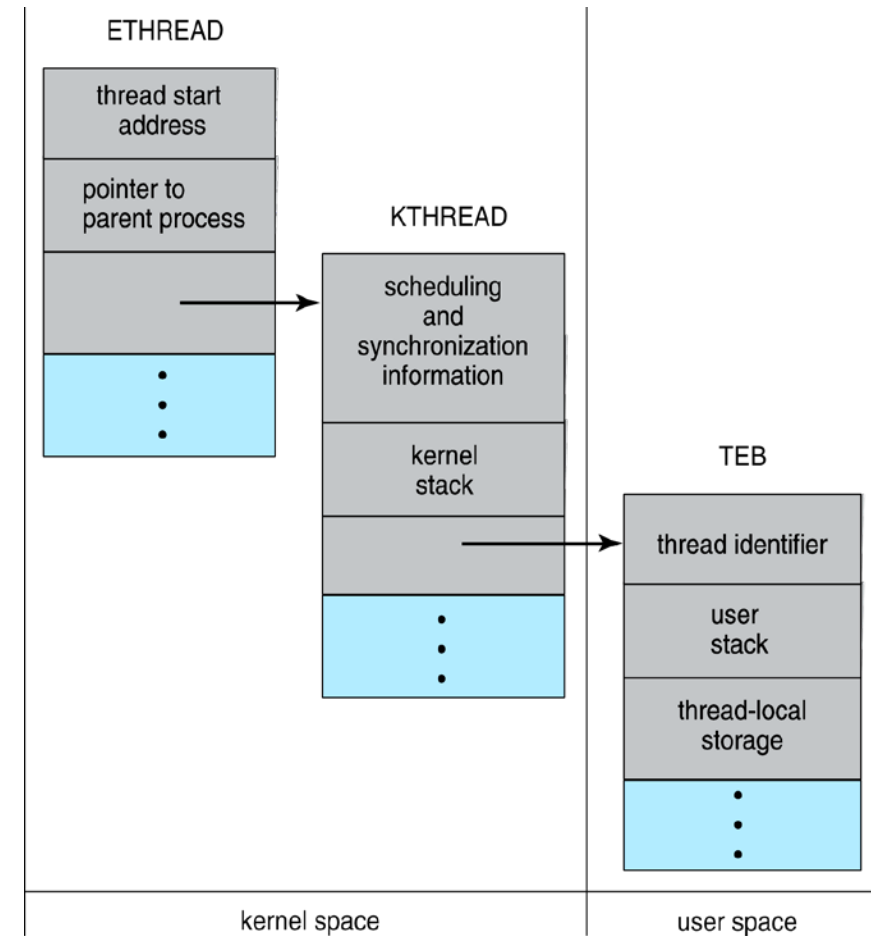 ETHREAD
thread start
address
pointer to
parent process
KTHREAD
scheduling
and
synchronization
information
kernel
stack
TEB
thread identifier
user
stack
thread-local
storage
kernel space
user space